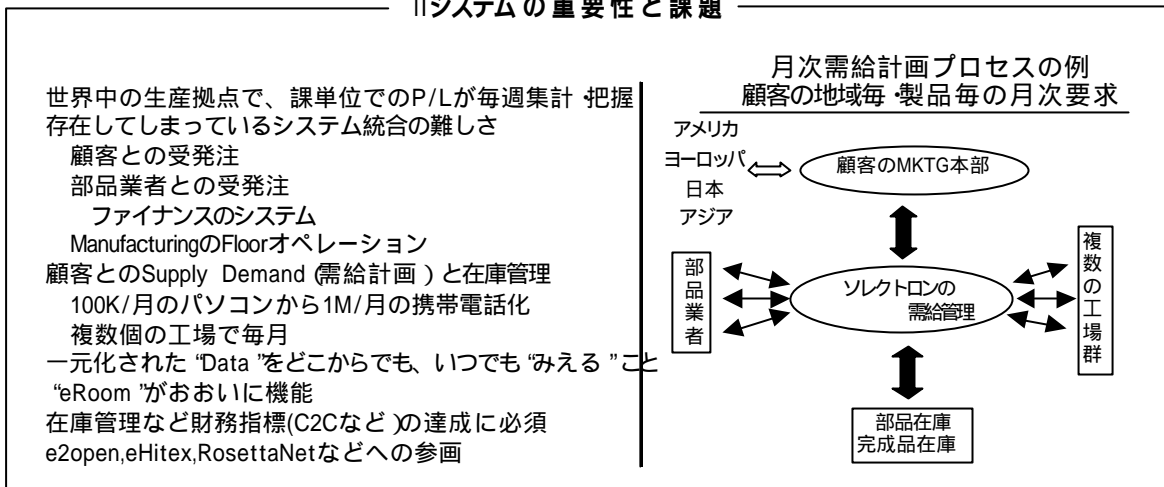 ITシステムの重要性と課題
世界中の生産拠点で、課単位でのP/Lが毎週集計・把握
存在してしまっているシステム統合の難しさ
顧客との受発注
部品業者との受発注
ファイナンスのシステム
ManufacturingのFloorオペレーション
顧客とのSupply Demand(需給計画)と在庫管理
100K/月のパソコンから1M/月の携帯電話化
複数個の工場で毎月
一元化された“Data”をどこからでも、いつでも“みえる”こと
“eRoom”がおおいに機能
在庫管理など財務指標(C2Cなど)の達成に必須
e2open,eHitex,RosettaNetなどへの参画
月次需給計画プロセスの例
顧客の地域毎・製品毎の月次要求
アメリカ
ヨーロッパ
日本
アジア
顧客のMKTG本部
部品業者
ソレクトロンの
需給管理
複数の工場群
部品在庫
完成品在庫